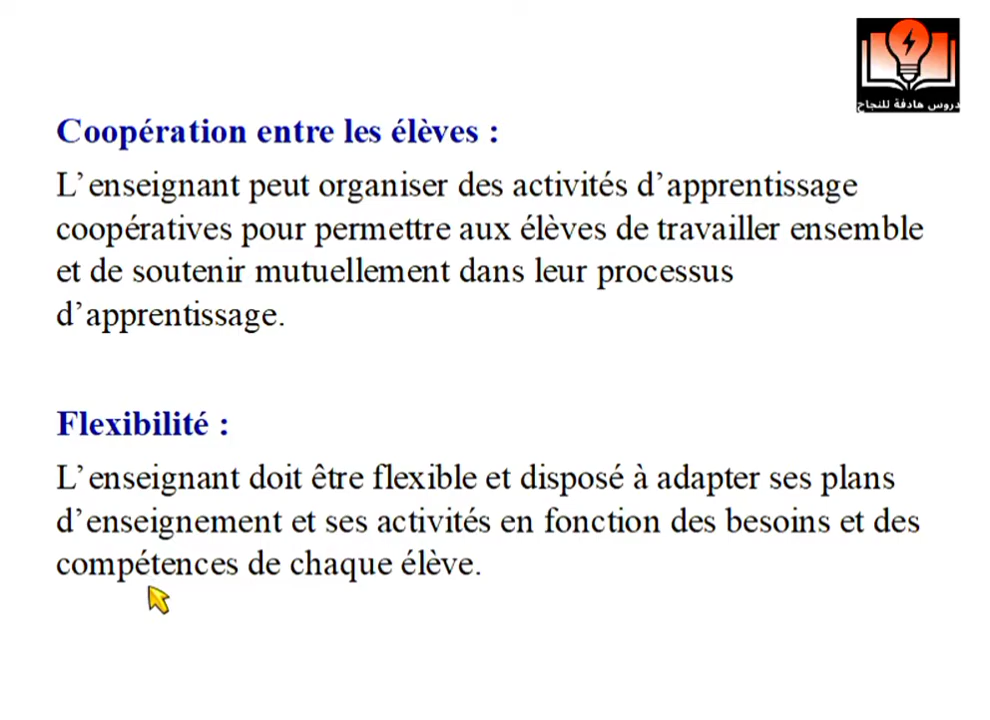 دروس هادفة للنجاح
Coopération entre les élèves :
L’enseignant peut organiser des activités d’apprentissage
coopératives pour permettre aux élèves de travailler ensemble
et de soutenir mutuellement dans leur processus
d’apprentissage.
Flexibilité :
L’enseignant doit être flexible et disposé à adapter ses plans
d’enseignement et ses activités en fonction des besoins et des
compétences de chaque élève.